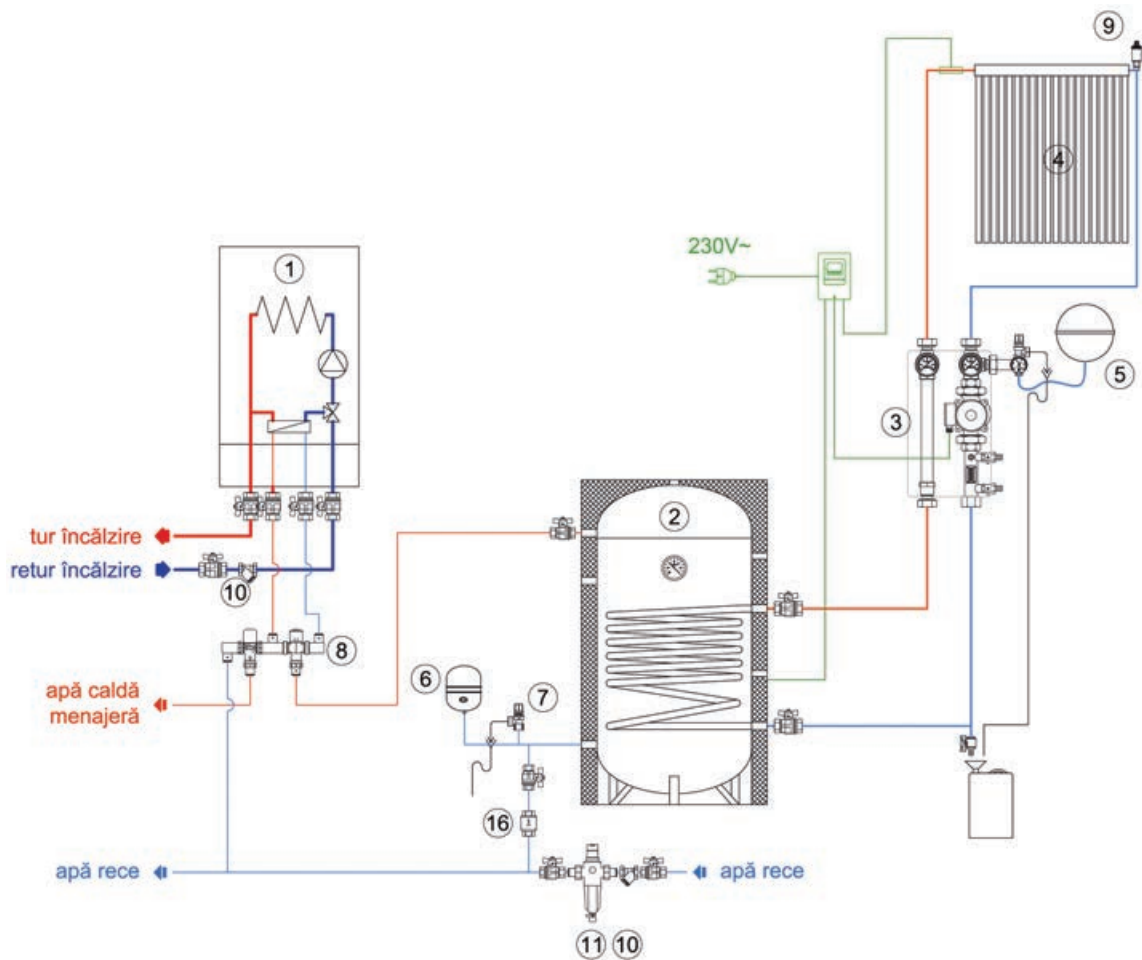 9
4
1
230V~
5
3
2
tur încălzire
retur încălzire
10
8
6
7
apă caldă
menajeră
16
apă rece
apă rece
11 10